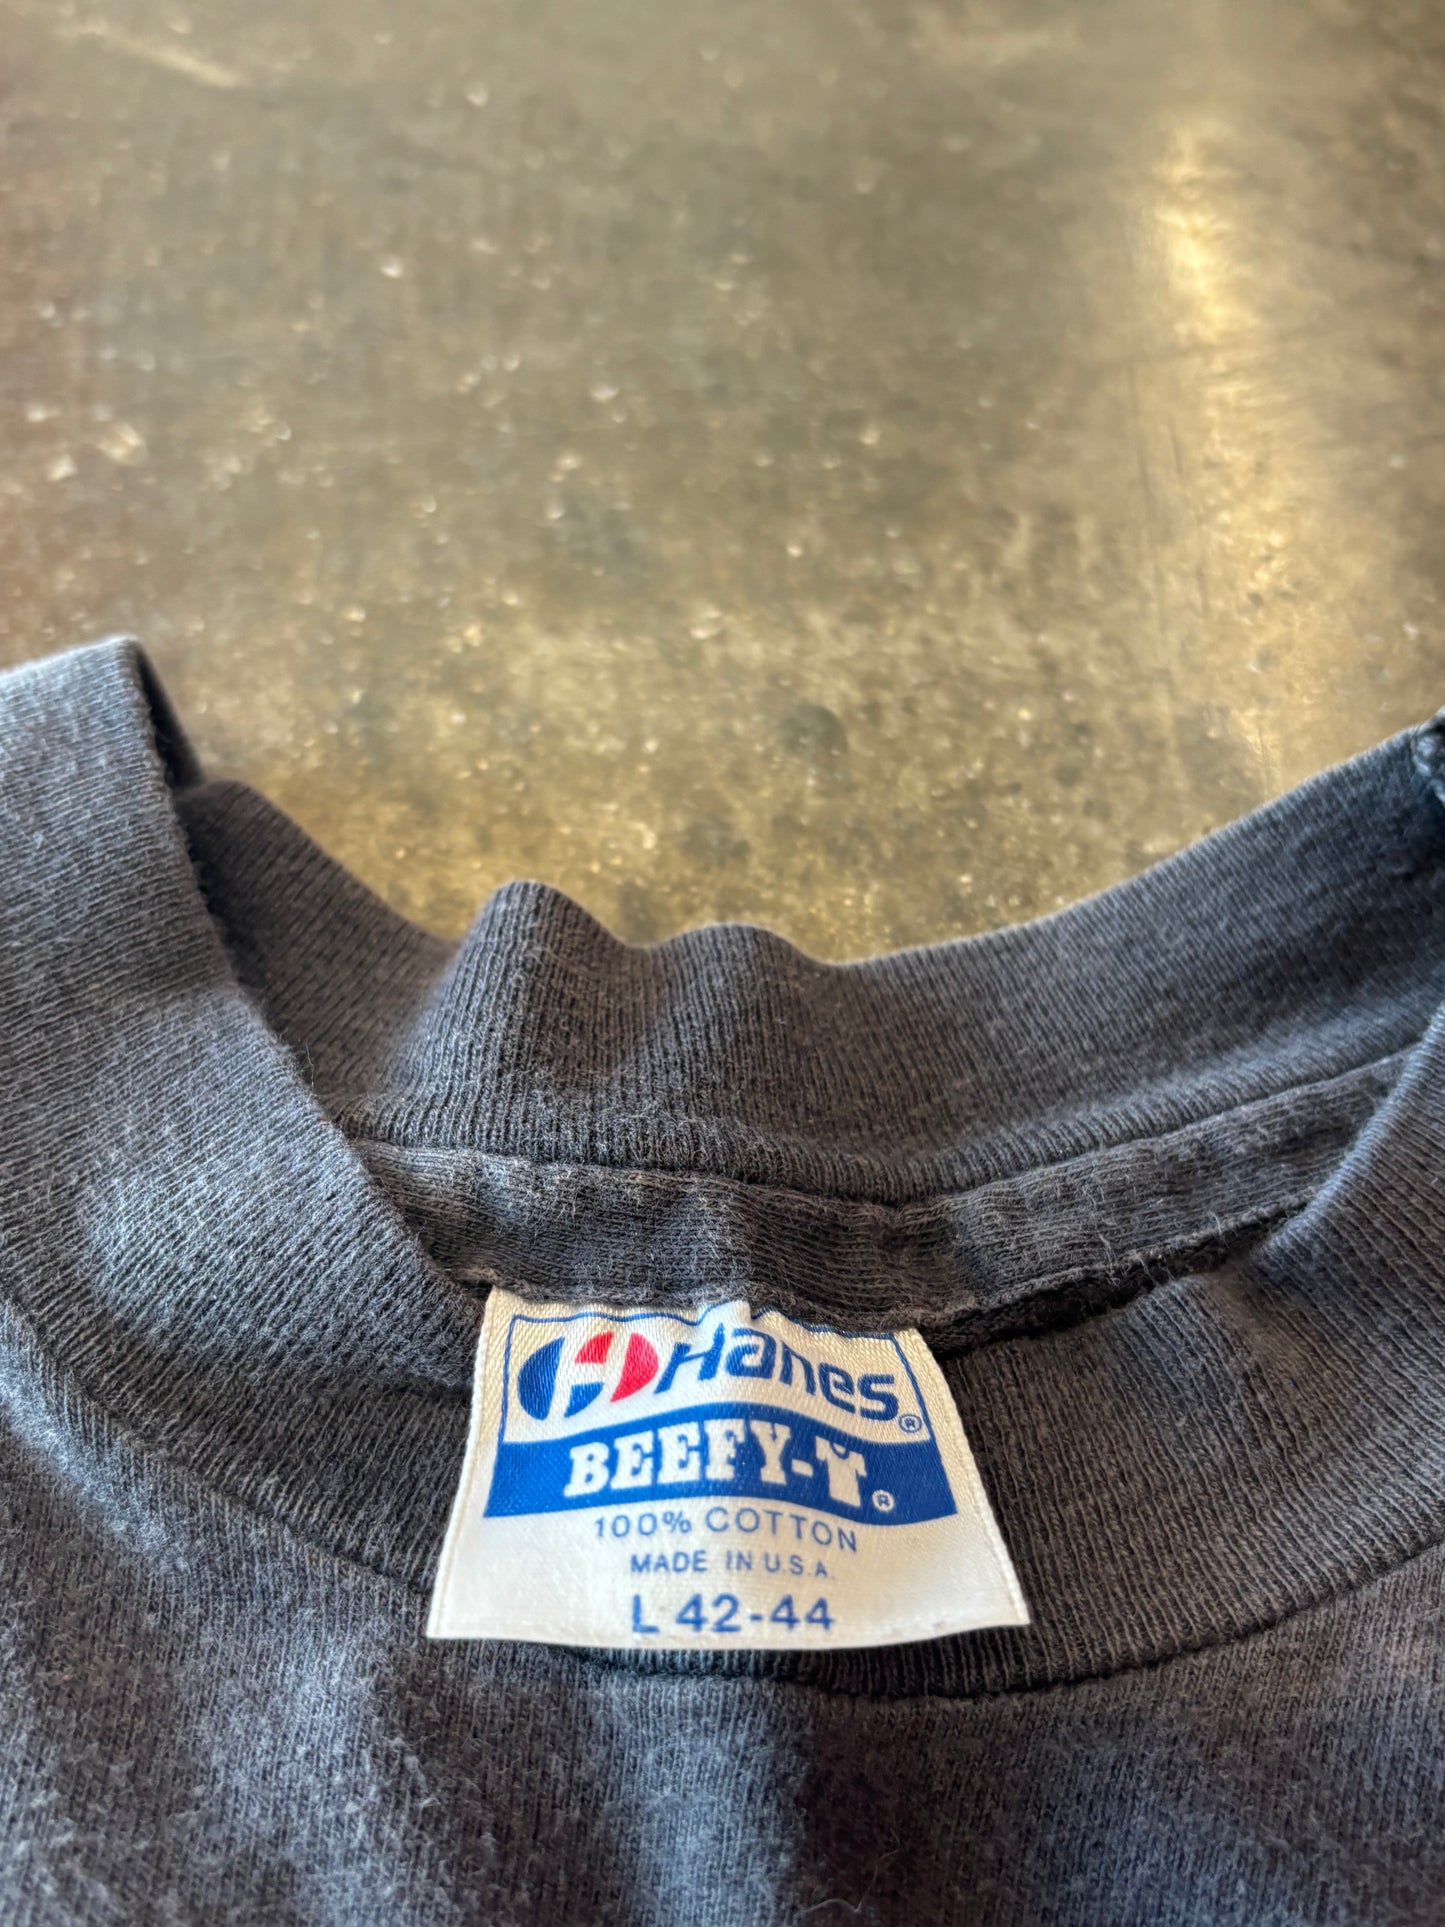 Hanes®
BEEFY-T®
100% COTTON
MADE IN U.S.A.
L 42-44